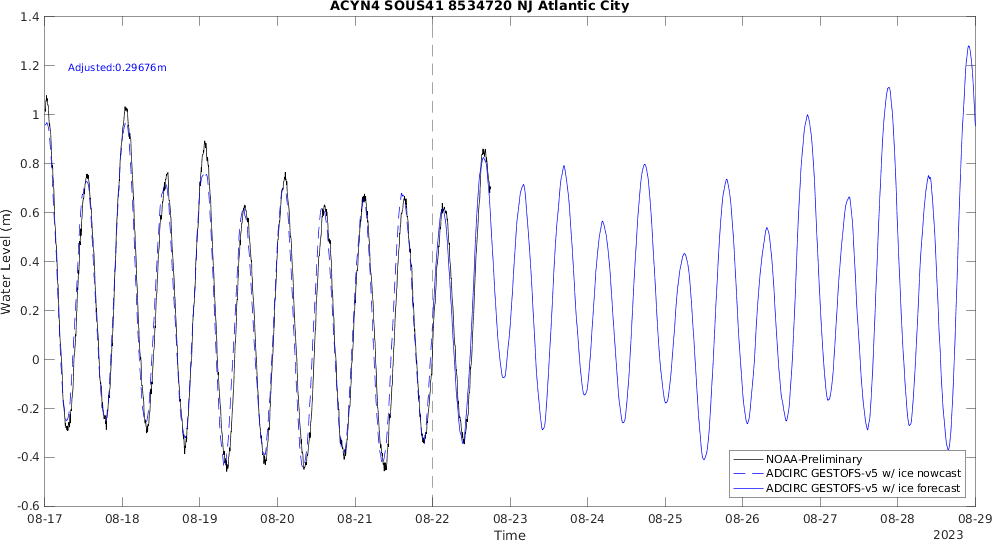 ACYN4 SOUS41 8534720 NJ Atlantic City
Adjusted:0.29676m
Water Level (m)
1.4
1.2
1
0.8
0.6
0.4
0.2
0
-0.2
-0.4
-0.6
NOAA-Preliminary
ADCIRC GESTOFS-v5 w/ ice nowcast
ADCIRC GESTOFS-v5 w/ ice forecast
08-17 08-18 08-19 08-20 08-21 08-22 08-23 08-24 08-25 08-26 08-27 08-28 08-29
Time
2023